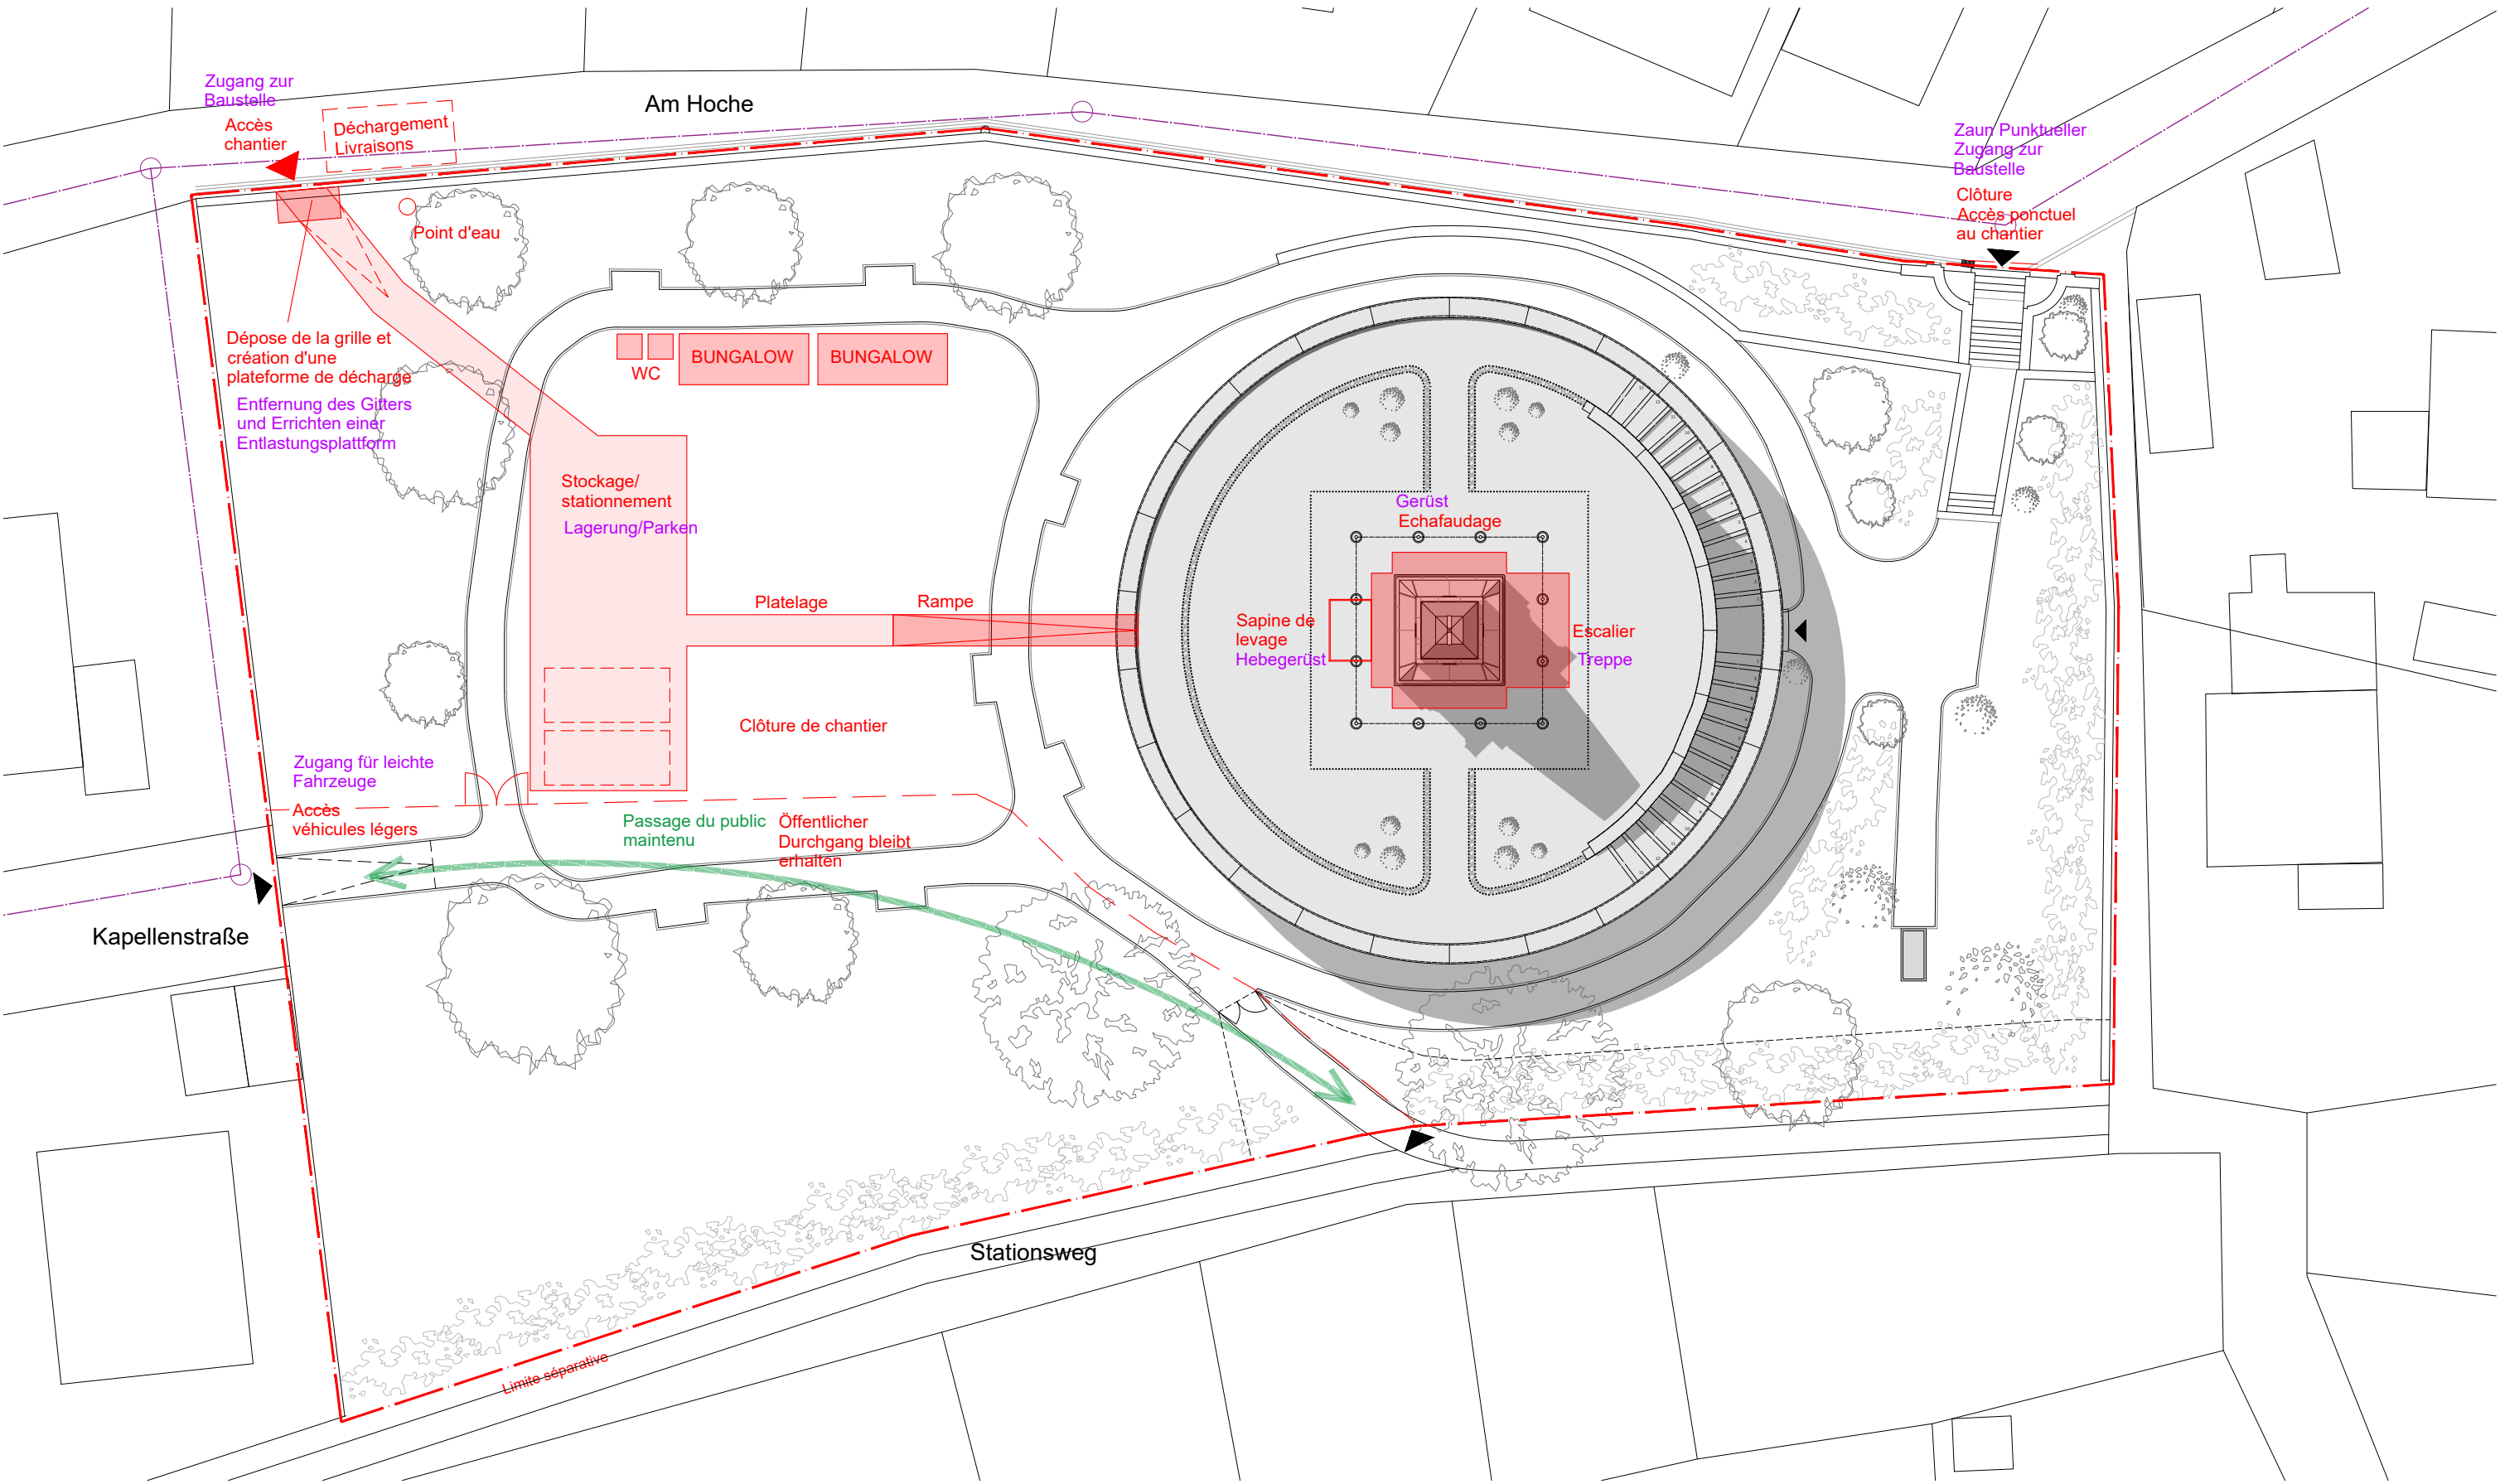 Zugang zur
Baustelle
Accès
chantier
Déchargement
Livraisons
Am Hoche
Zaun Punktueller
Zugang zur
Baustelle
Clôture
Accès ponctuel
au chantier
Point d'eau
Dépose de la grille et
création d'une
plateforme de décharge
Entfernung des Gitters
und Errichten einer
Entlastungsplattform
WC
BUNGALOW
BUNGALOW
Stockage/
stationnement
Lagerung/Parken
Platelage
Rampe
Gerüst
Echafaudage
Sapine de
levage
Hebegerüst
Escalier
Treppe
Clôture de chantier
Zugang für leichte
Fahrzeuge
Accès
véhicules légers
Passage du public
maintenu
Öffentlicher
Durchgang bleibt
erhalten
Kapellenstraße
Stationsweg
Limite séparative